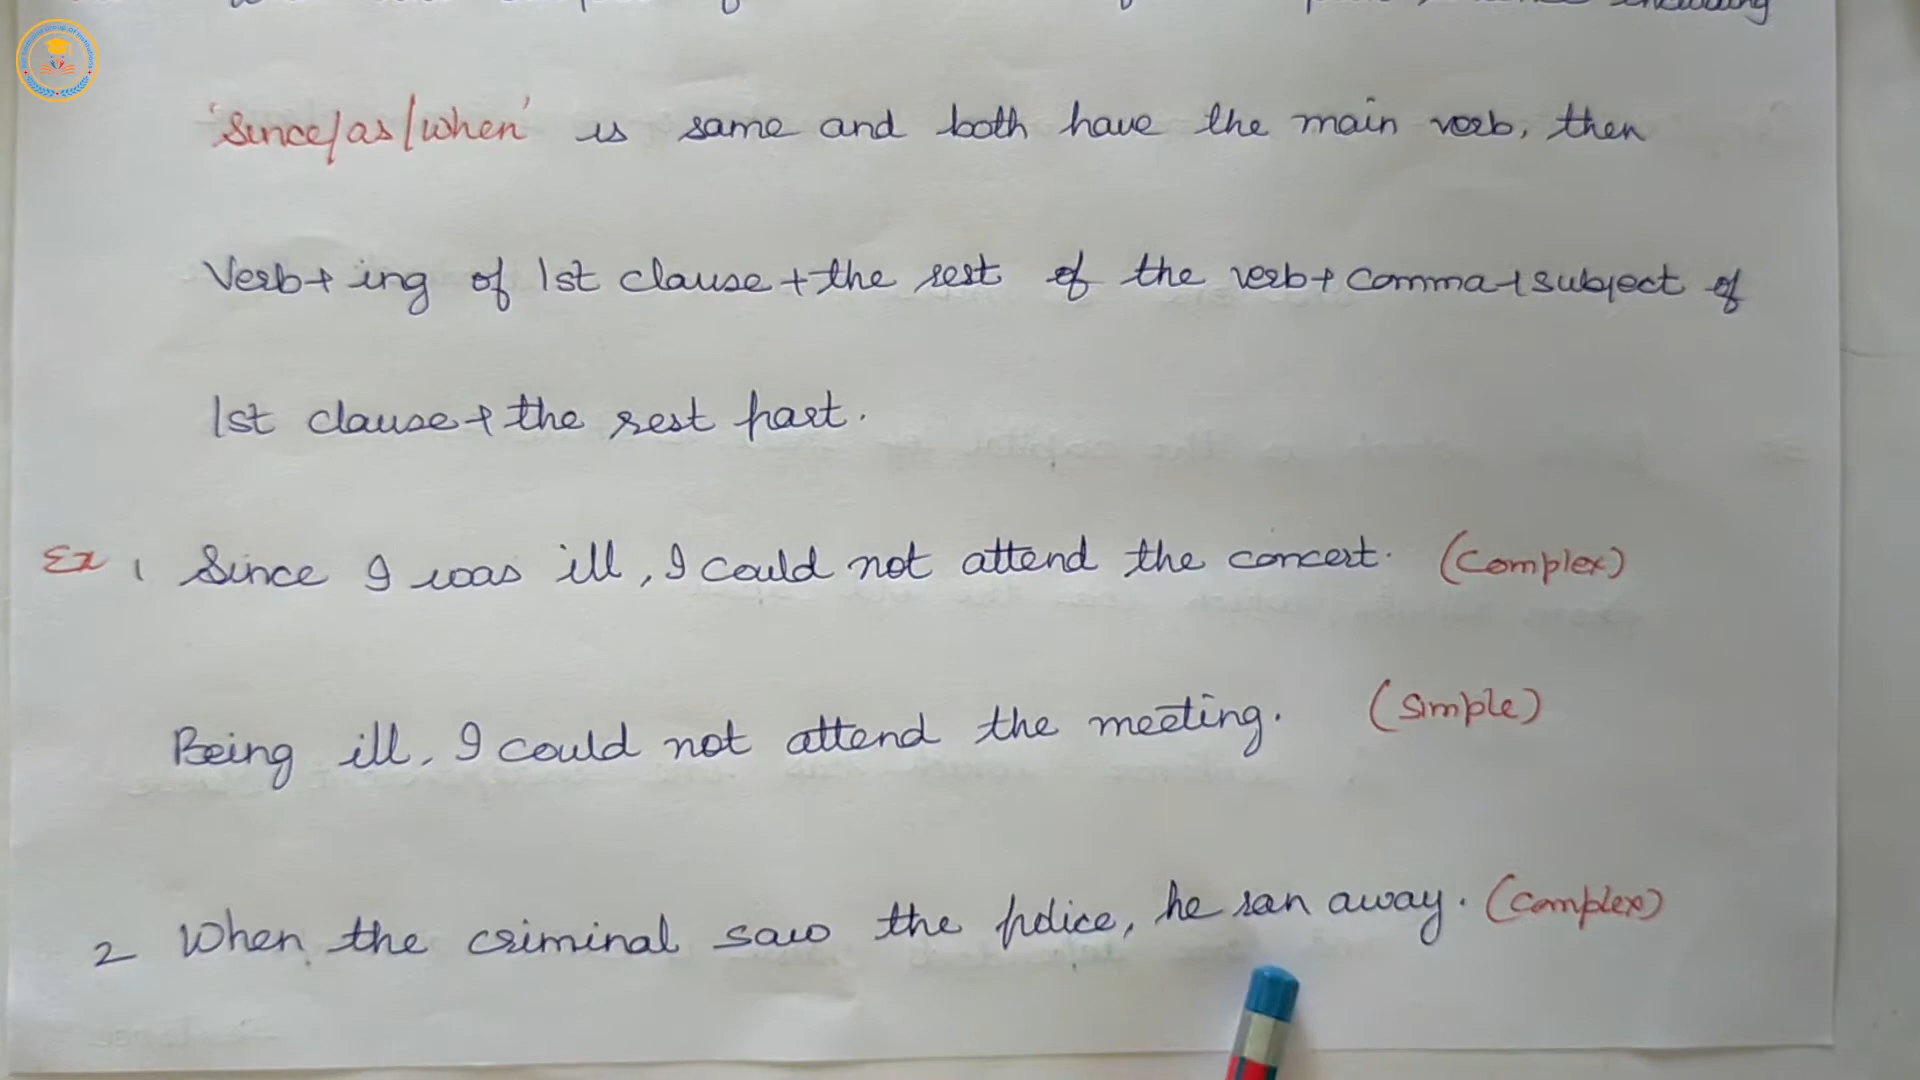 including
'Since/as/when' is same and both have the main verb, then
Verb+ing of 1st clause+the rest of the verb+comma+subject of
1st clause+the rest part.
Ex 1 Since I was ill, I could not attend the concert. (Complex)
Being ill, I could not attend the meeting. (Simple)
2 When the criminal saw the police, he ran away. (Complex)